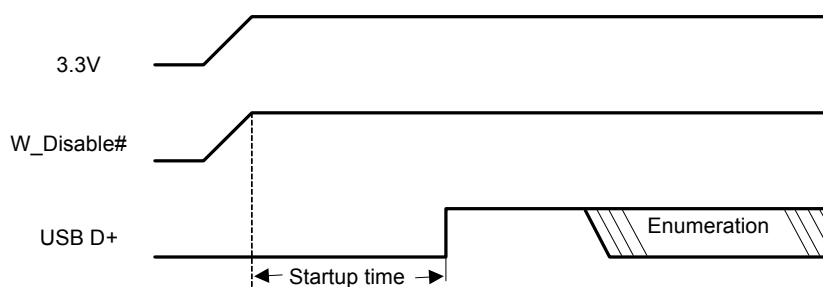 3.3V
W_Disable#
USB D+
Enumeration
Startup time